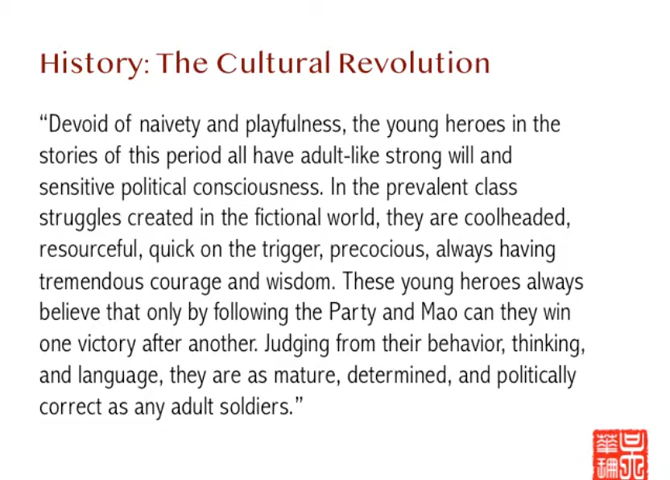 History: The Cultural Revolution
“Devoid of naivety and playfulness, the young heroes in the
stories of this period all have adult-like strong will and
sensitive political consciousness. In the prevalent class
struggles created in the fictional world, they are coolheaded,
resourceful, quick on the trigger, precocious, always having
tremendous courage and wisdom. These young heroes always
believe that only by following the Party and Mao can they win
one victory after another. Judging from their behavior, thinking,
and language, they are as mature, determined, and politically
correct as any adult soldiers.”